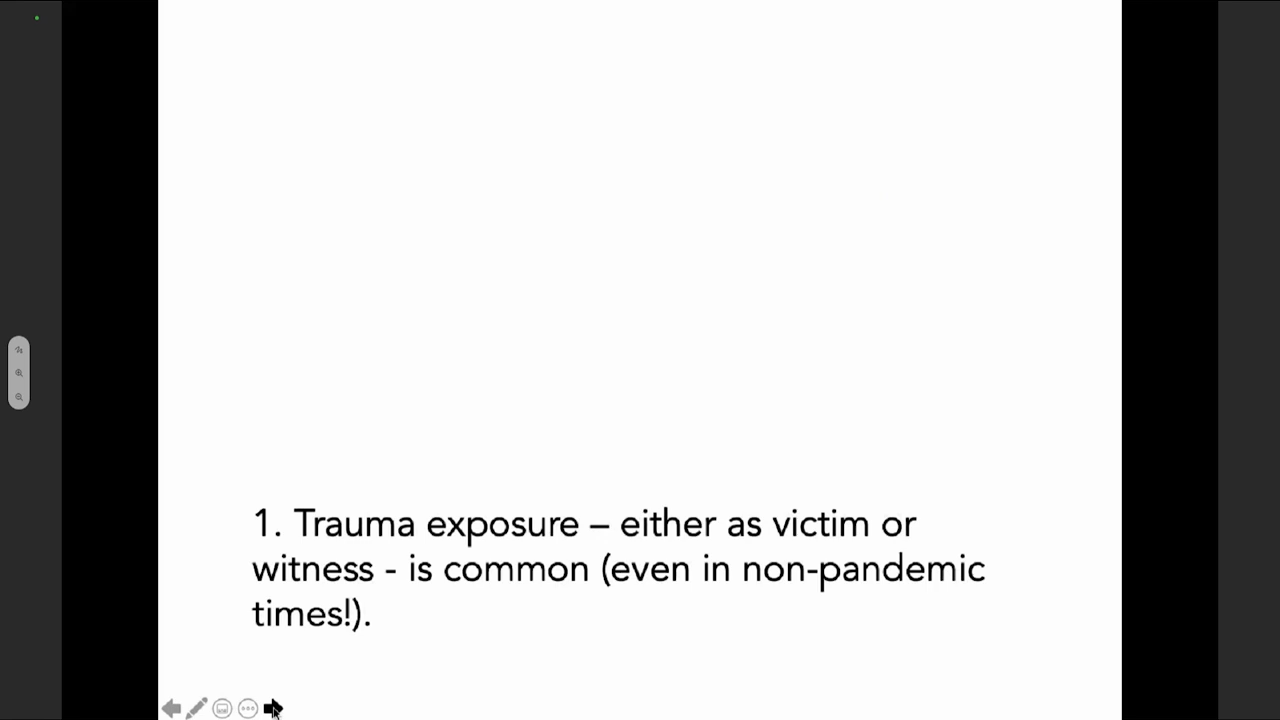 1. Trauma exposure – either as victim or
witness - is common (even in non-pandemic
times!).